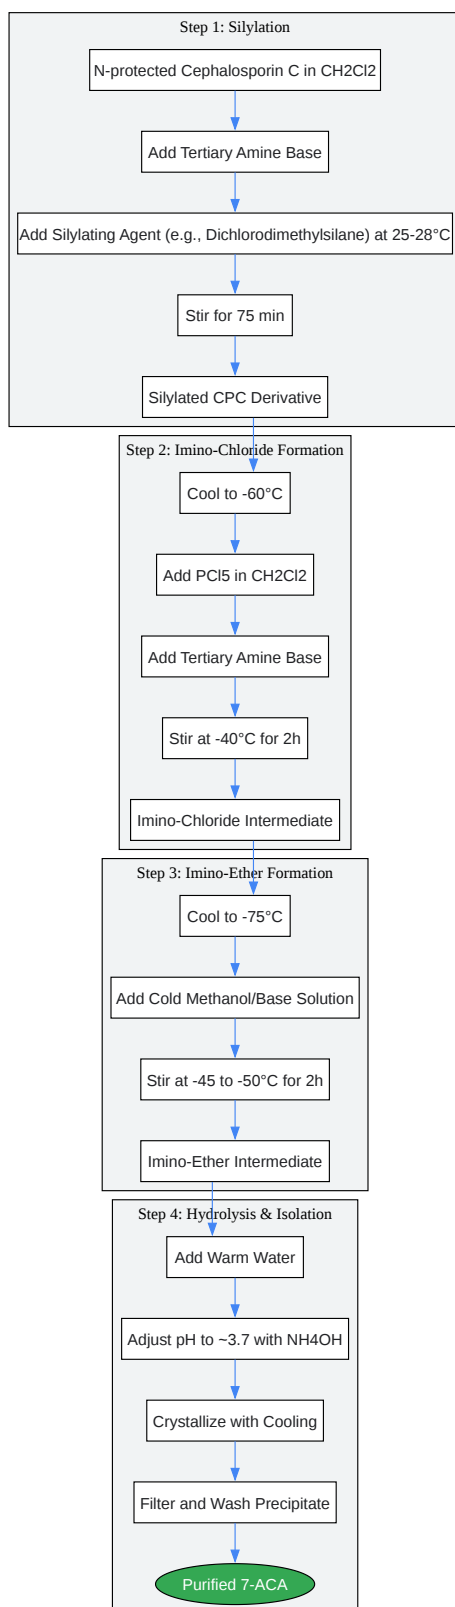 Step 1: Silylation
N-protected Cephalosporin C in CH2Cl2
Add Tertiary Amine Base
Add Silylating Agent (e.g., Dichlorodimethylsilane) at 25-28°C
Stir for 75 min
Silylated CPC Derivative
Step 2: Imino-Chloride Formation
Cool to -60°C
Add PCl5 in CH2Cl2
Add Tertiary Amine Base
Stir at -40°C for 2h
Imino-Chloride Intermediate
Step 3: Imino-Ether Formation
Cool to -75°C
Add Cold Methanol/Base Solution
Stir at -45 to -50°C for 2h
Imino-Ether Intermediate
Step 4: Hydrolysis & Isolation
Add Warm Water
Adjust pH to ~3.7 with NH4OH
Crystallize with Cooling
Filter and Wash Precipitate
Purified 7-ACA